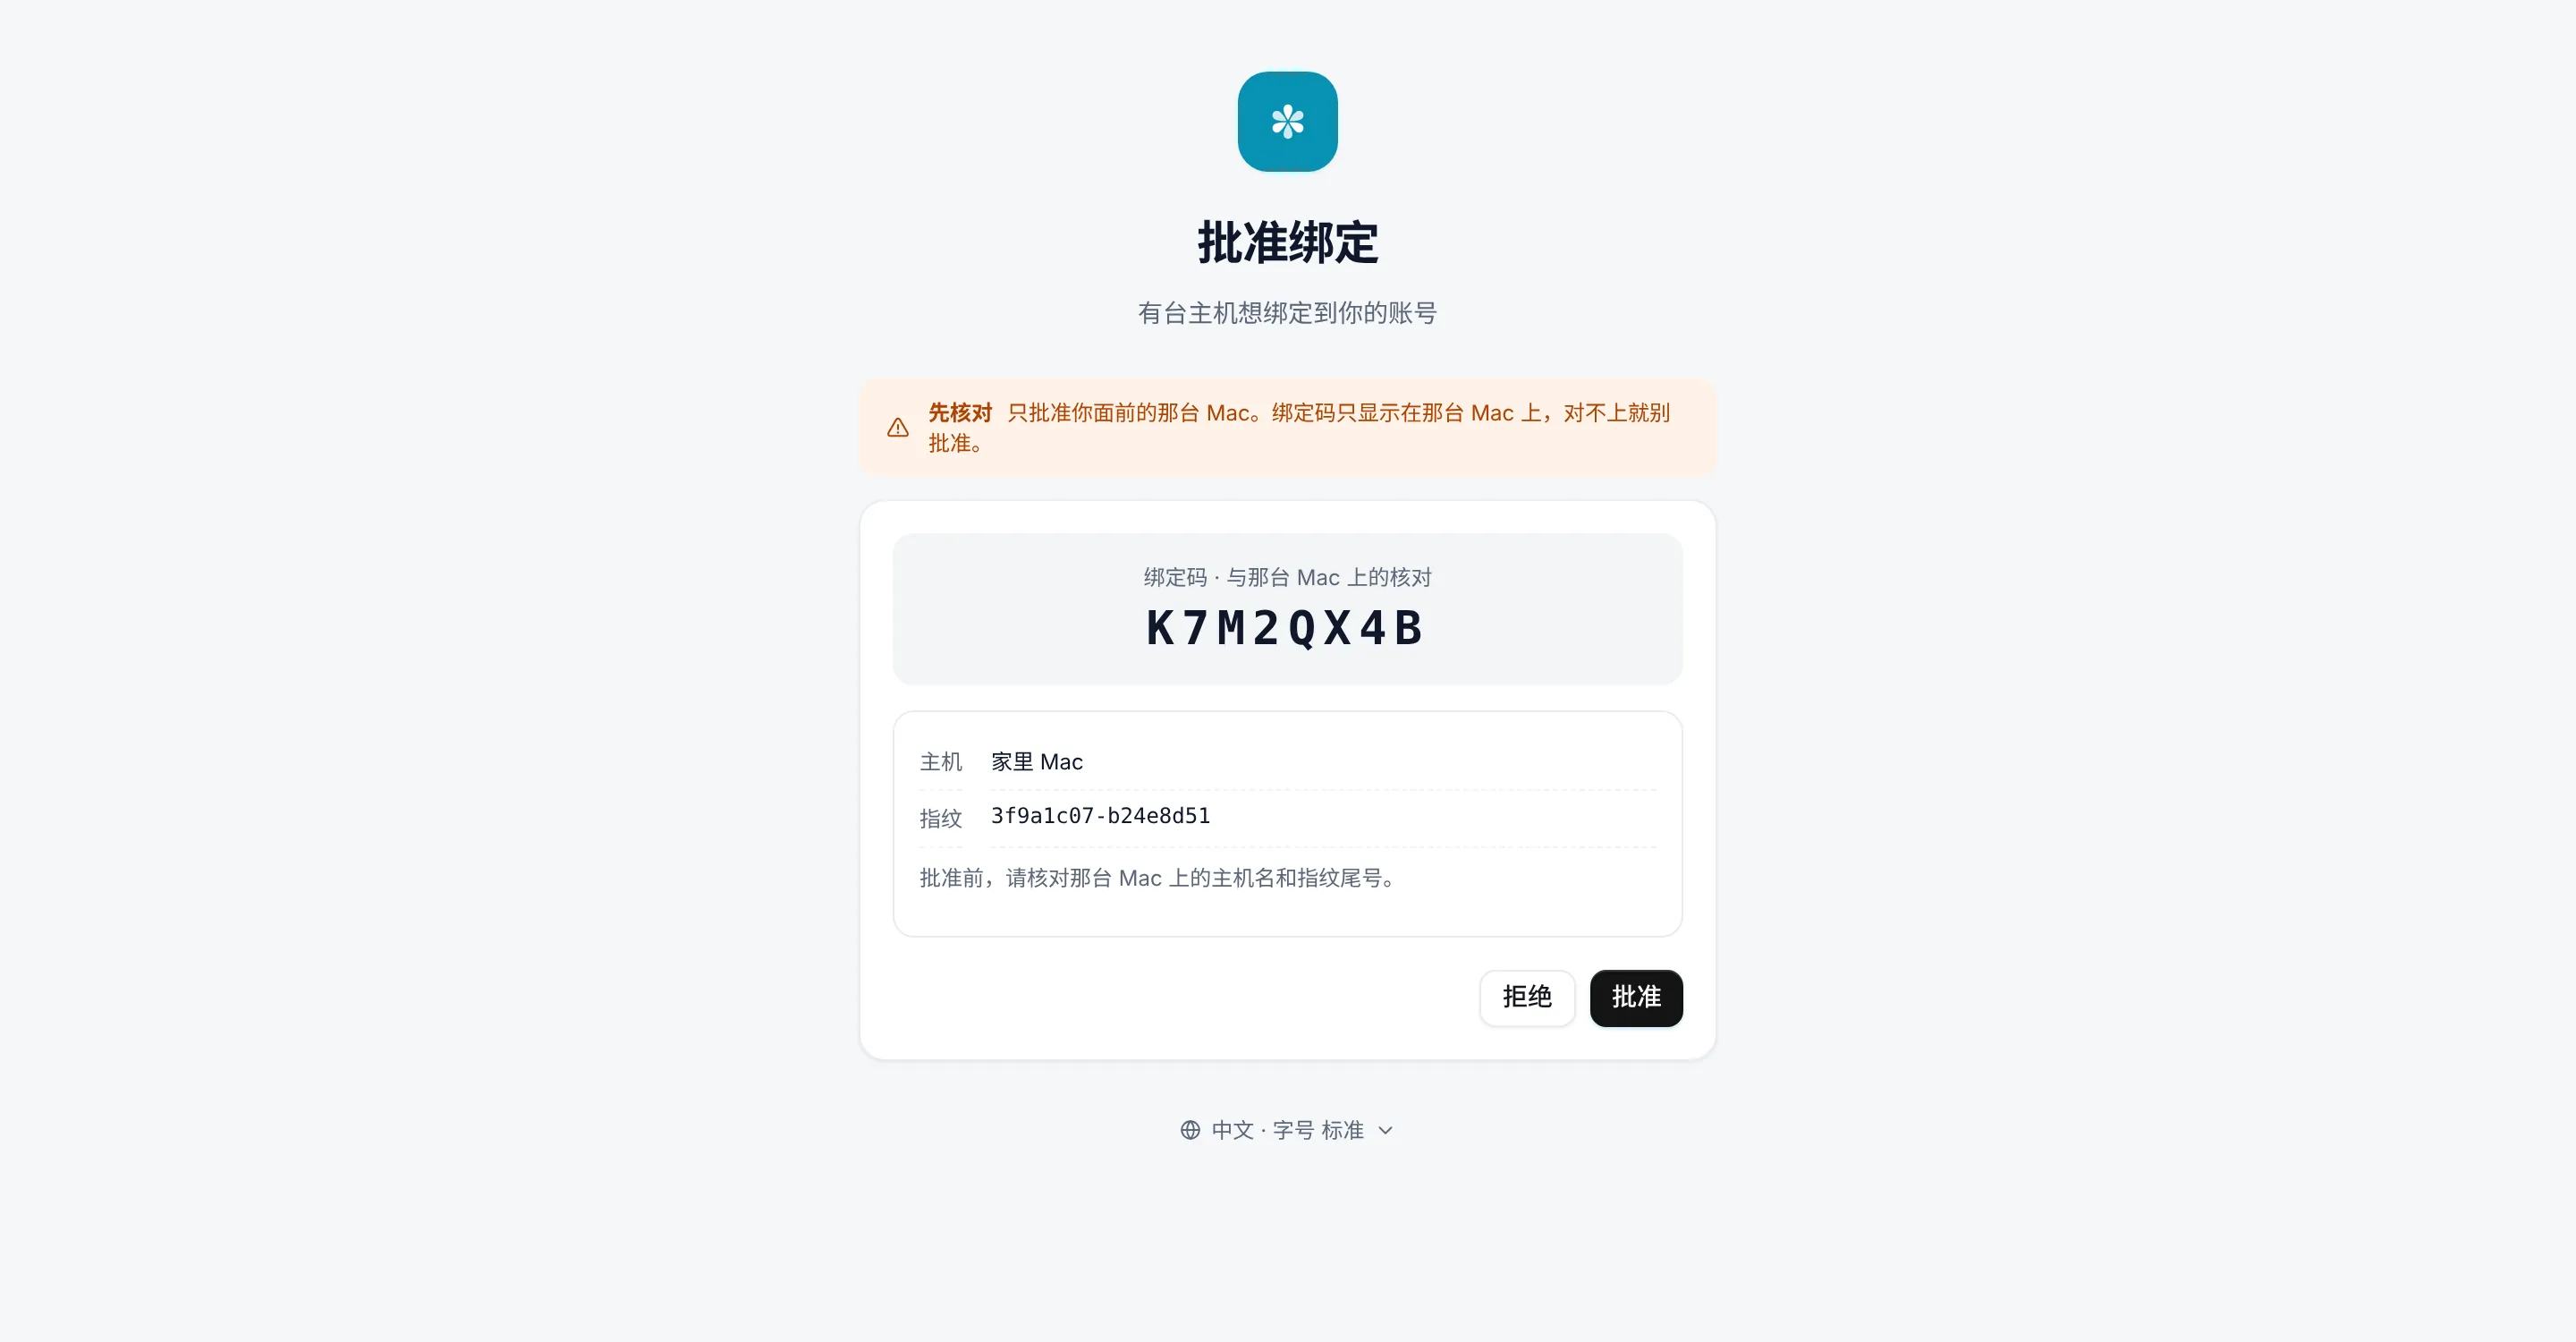 批准绑定
有台主机想绑定到你的账号
先核对 只批准你面前的那台 Mac。绑定码只显示在那台 Mac 上，对不上就别
批准。
绑定码 · 与那台 Mac 上的核对
K7M2QX4B
主机 家里 Mac
指纹 3f9a1c07-b24e8d51
批准前，请核对那台 Mac 上的主机名和指纹尾号。
拒绝 批准
中文 · 字号 标准